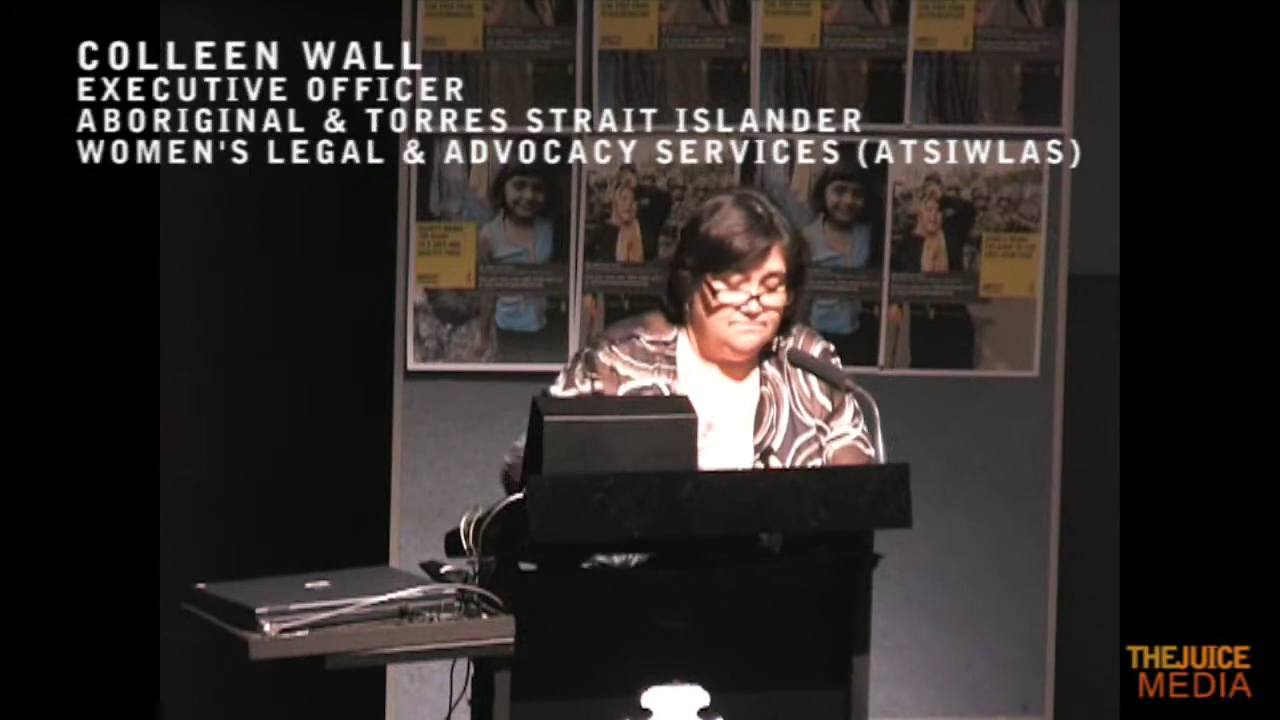 COLLEEN WALL
EXECUTIVE OFFICER
ABORIGINAL & TORRES STRAIT ISLANDER
WOMEN'S LEGAL & ADVOCACY SERVICES (ATSIWLAS)
THEJUICE
MEDIA